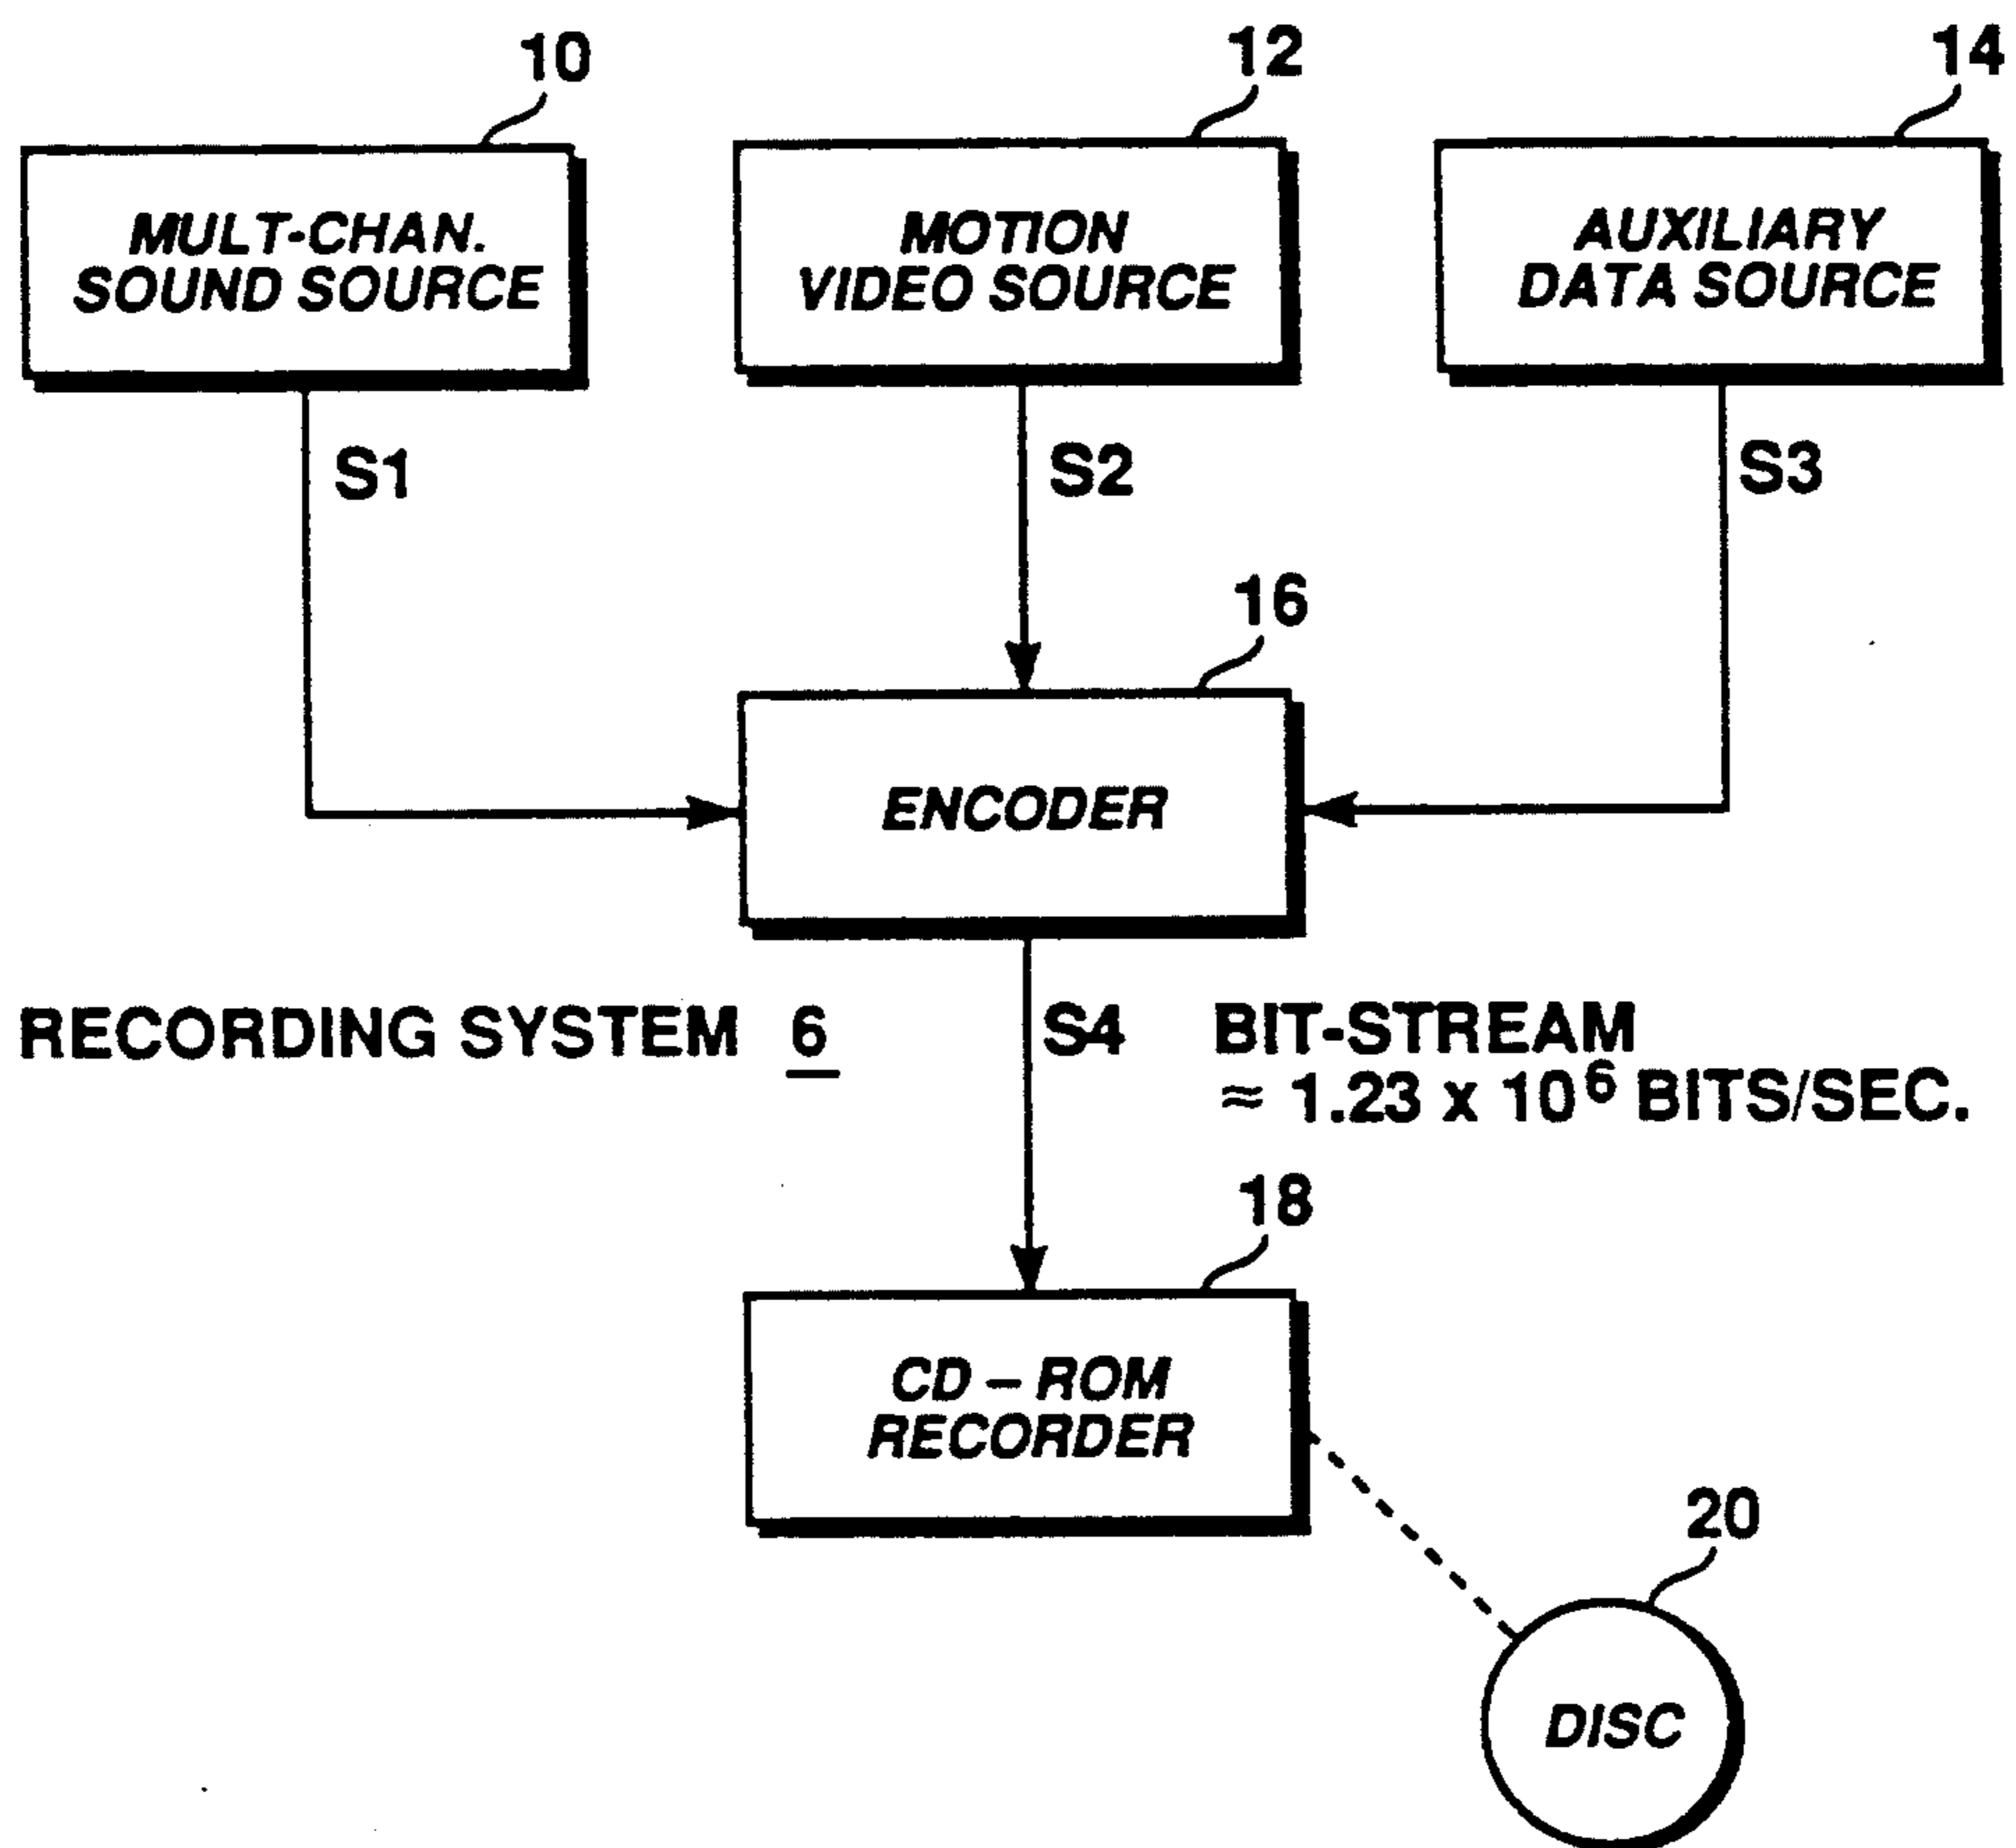 10
12
14
MULT-CHAN.
SOUND SOURCE
MOTION
VIDEO SOURCE
AUXILIARY
DATA SOURCE
S1
S2
S3
16
ENCODER
RECORDING SYSTEM 6
S4
BIT-STREAM
≈ 1.23 x 10⁶ BITS/SEC.
18
CD – ROM
RECORDER
20
DISC